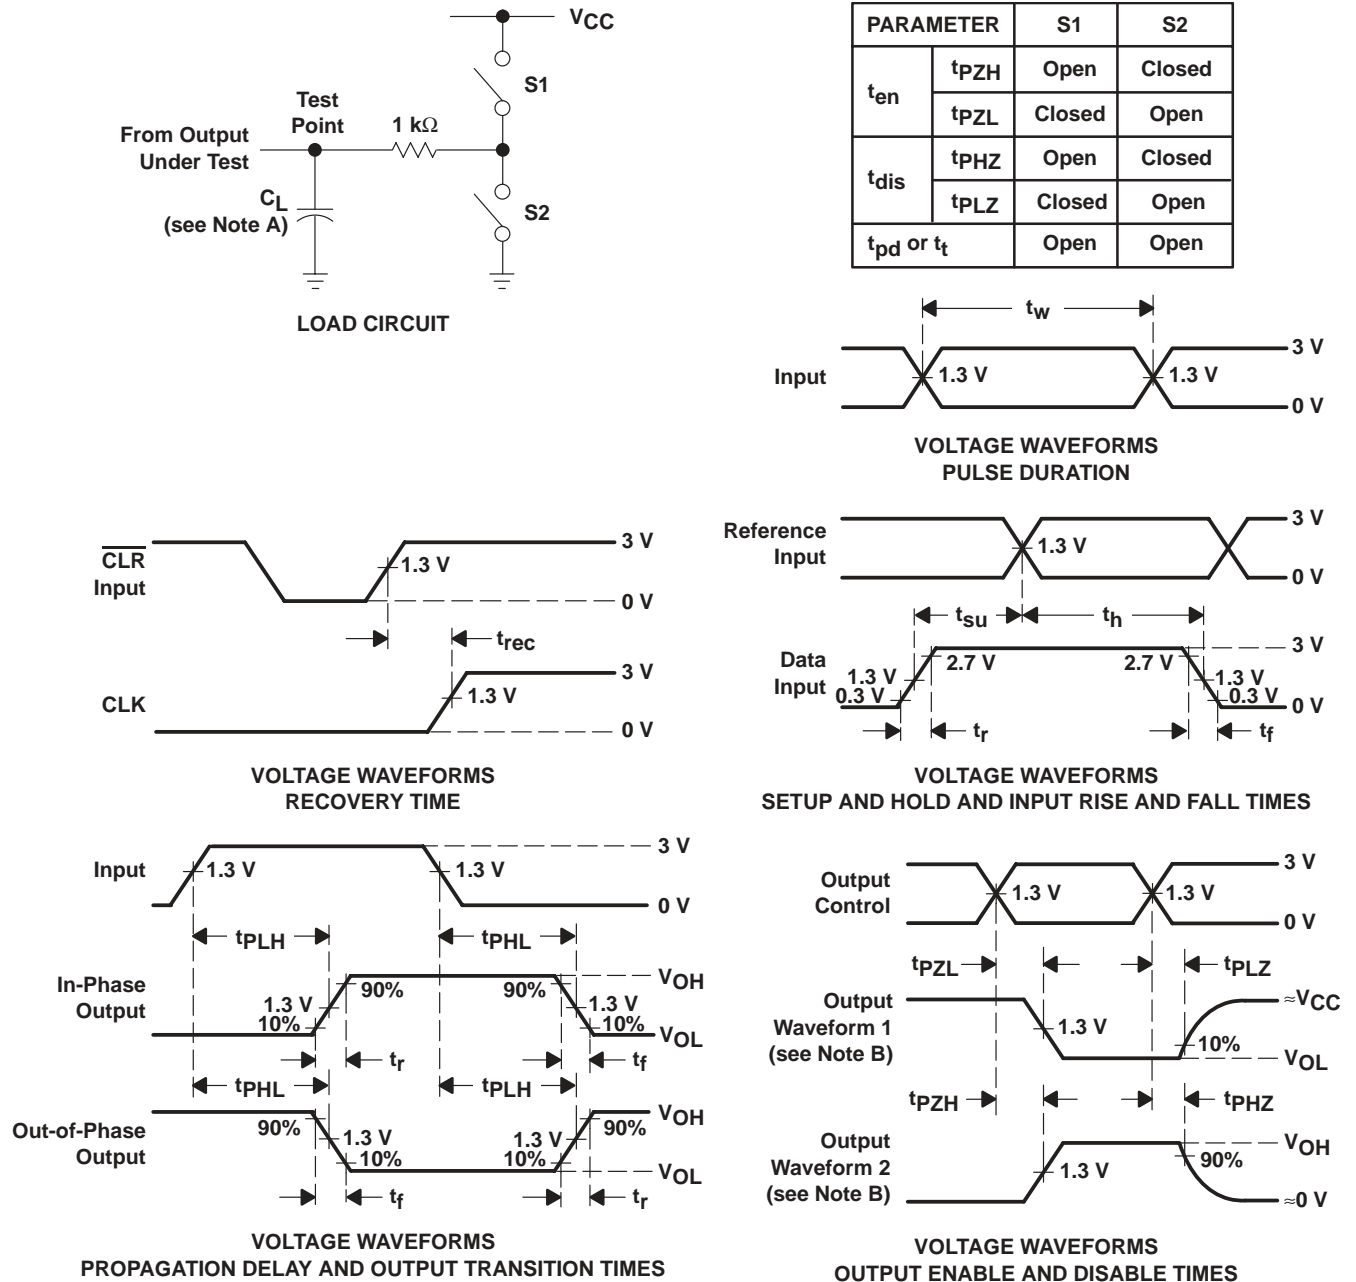 VCC
S1
Test
Point
1 kΩ
From Output
Under Test
CL
(see Note A)
S2
LOAD CIRCUIT
PARAMETER S1 S2
ten tPZH Open Closed
tPZL Closed Open
tdis tPHZ Open Closed
tPLZ Closed Open
tpd or tt Open Open
tw
3 V
Input 1.3 V 1.3 V
0 V
VOLTAGE WAVEFORMS
PULSE DURATION
CLR
Input
3 V
1.3 V
0 V
trec
3 V
CLK 1.3 V
0 V
VOLTAGE WAVEFORMS
RECOVERY TIME
Reference
Input
3 V
1.3 V
0 V
tsu th
Data
Input
3 V
2.7 V 2.7 V
1.3 V 1.3 V
0.3 V 0.3 V
0 V
tr tf
VOLTAGE WAVEFORMS
SETUP AND HOLD AND INPUT RISE AND FALL TIMES
3 V
Input 1.3 V 1.3 V
0 V
tPLH tPHL
In-Phase
Output
VOH
90% 90%
1.3 V 1.3 V
10% 10%
VOL
tr tf
tPHL tPLH
Out-of-Phase
Output
VOH
90% 90%
1.3 V 1.3 V
10% 10%
VOL
tf tr
VOLTAGE WAVEFORMS
PROPAGATION DELAY AND OUTPUT TRANSITION TIMES
Output
Control
3 V
1.3 V 1.3 V
0 V
tPZL tPLZ
Output
Waveform 1
(see Note B)
≈VCC
1.3 V
10%
VOL
tPZH tPHZ
Output
Waveform 2
(see Note B)
VOH
90%
1.3 V
≈0 V
VOLTAGE WAVEFORMS
OUTPUT ENABLE AND DISABLE TIMES